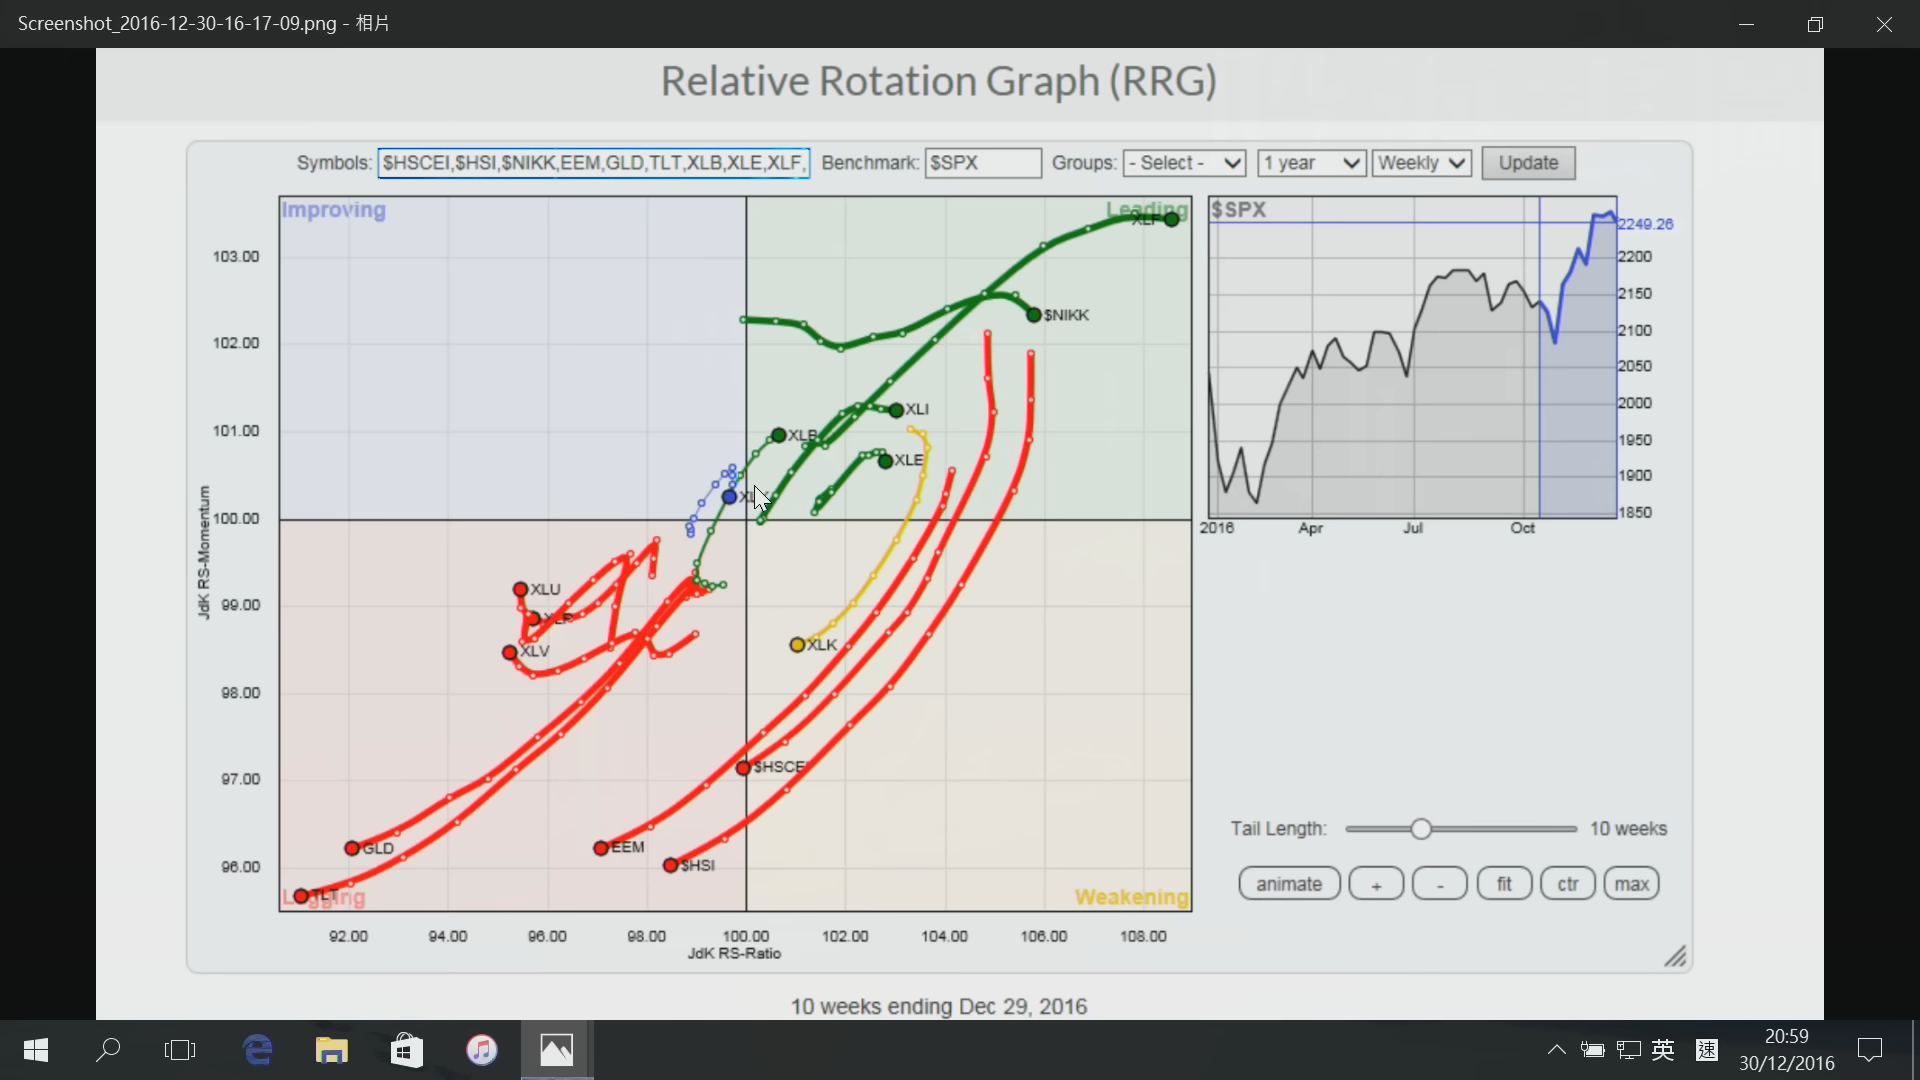 Screenshot_2016-12-30-16-17-09.png - 相片
Relative Rotation Graph (RRG)
Symbols: $HSCEI,$HSI,$NIKK,EEM,GLD,TLT,XLB,XLE,XLF, Benchmark: $SPX Groups: - Select - 1 year Weekly Update
Improving
Leading
$SPX
XLF
2249.26
103.00
2200
2150
$NIKK
2100
102.00
2050
XLI
2000
101.00
XLB
1950
XLE
1900
100.00
1850
2016 Apr Jul Oct
JdK RS-Momentum
XLU
99.00
XLP
XLK
XLV
98.00
$HSCEI
97.00
Tail Length: 10 weeks
GLD
EEM
$HSI
96.00
animate + - fit ctr max
TLT
Lagging
Weakening
92.00 94.00 96.00 98.00 100.00 102.00 104.00 106.00 108.00
JdK RS-Ratio
10 weeks ending Dec 29, 2016
英 速
20:59
30/12/2016